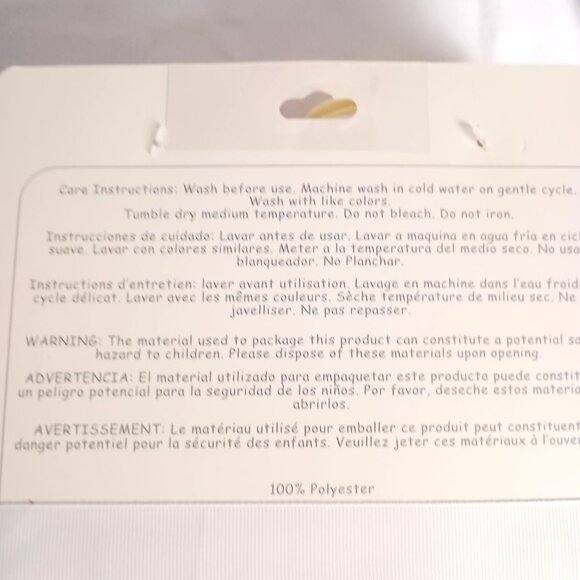 Care Instructions: Wash before use. Machine wash in cold water on gentle cycle.
Wash with like colors.
Tumble dry medium temperature. Do not bleach. Do not iron.
Instrucciones de cuidado: Lavar antes de usar. Lavar a maquina en agua fría en
suave. Lavar con colores similares. Meter a la temperatura del medio seco. No
blanqueador. No Planchar.
Instructions d'entretien: laver avant utilisation. Lavage en machine dans l'eau froid
cycle délicat. Laver avec les mêmes couleurs. Sèche température de milieu sec. Ne
javelliser. Ne pas repasser.
WARNING: The material used to package this product can constitute a potential
hazard to children. Please dispose of these materials upon opening.
ADVERTENCIA: El material utilizado para empaquetar este producto puede
un peligro potencial para la seguridad de los niños. Por favor, deseche estos
abrirlos.
AVERTISSEMENT: Le matériau utilisé pour emballer ce produit peut constituent
danger potentiel pour la sécurité des enfants. Veuillez jeter ces matériaux à
100% Polyester